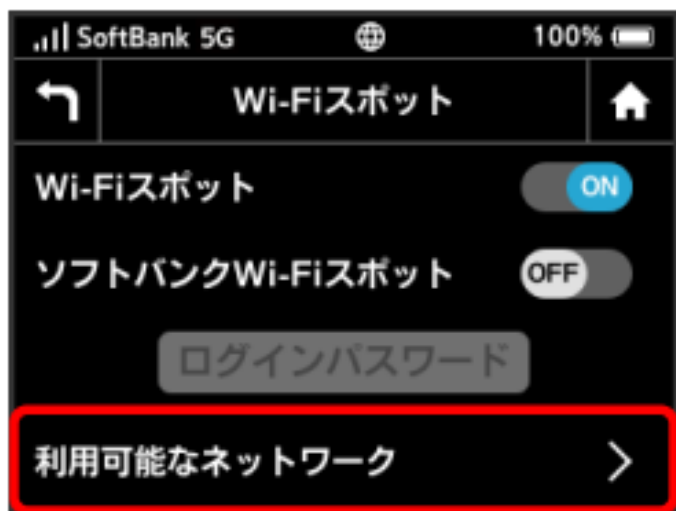 SoftBank 5G 100%
Wi-Fiスポット
Wi-Fiスポット ON
ソフトバンクWi-Fiスポット OFF
ログインパスワード
利用可能なネットワーク